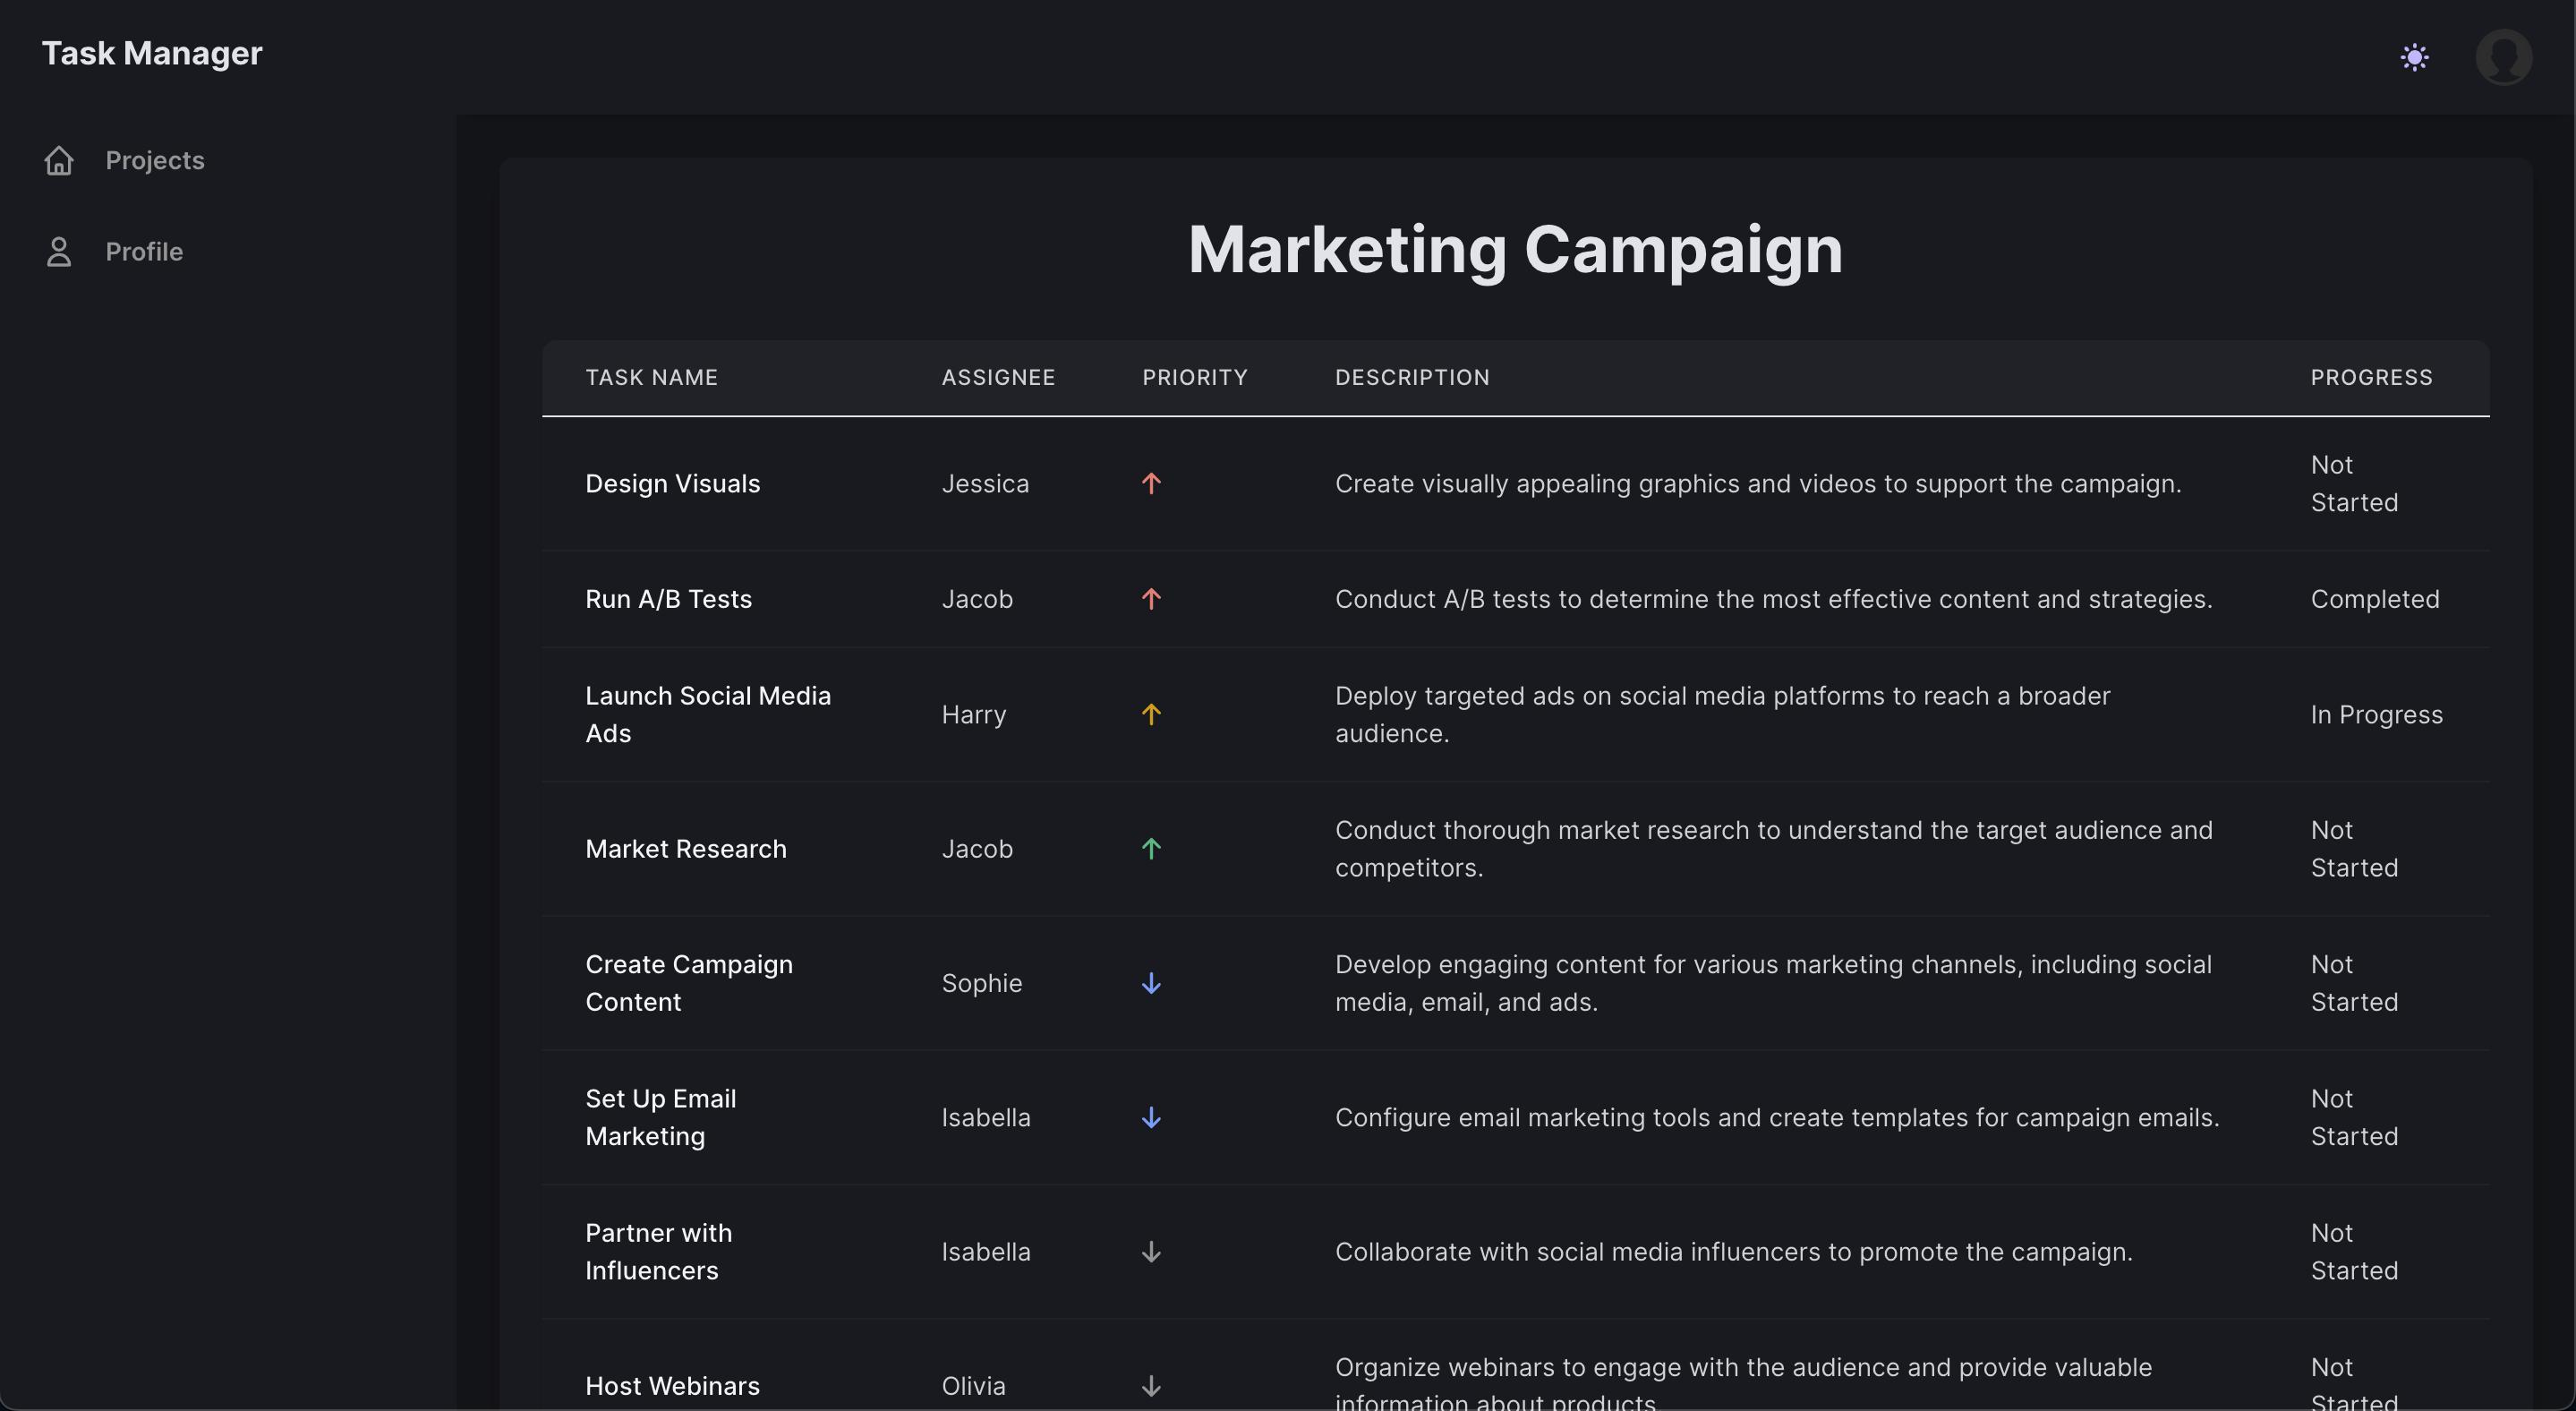 Task Manager
Projects
Profile
Marketing Campaign
TASK NAME ASSIGNEE PRIORITY DESCRIPTION PROGRESS
Design Visuals Jessica Create visually appealing graphics and videos to support the campaign. Not
Started
Run A/B Tests Jacob Conduct A/B tests to determine the most effective content and strategies. Completed
Launch Social Media
Ads
Harry
Deploy targeted ads on social media platforms to reach a broader
audience.
In Progress
Market Research Jacob
Conduct thorough market research to understand the target audience and
competitors.
Not
Started
Create Campaign
Content
Sophie
Develop engaging content for various marketing channels, including social
media, email, and ads.
Not
Started
Set Up Email
Marketing
Isabella
Configure email marketing tools and create templates for campaign emails.
Not
Started
Partner with
Influencers
Isabella
Collaborate with social media influencers to promote the campaign.
Not
Started
Host Webinars Olivia
Organize webinars to engage with the audience and provide valuable
information about products
Not
Started